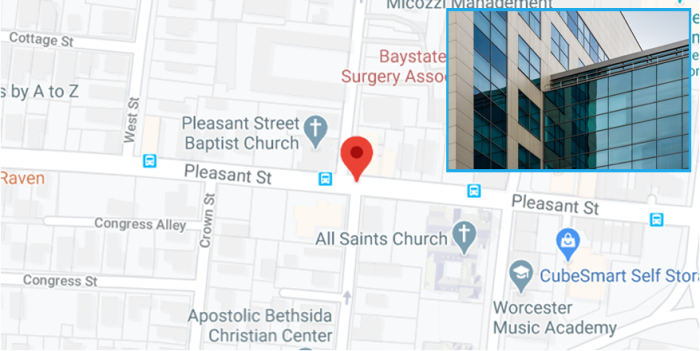 Micozzi Management
Cottage St
Baystate
Surgery Assoc
s by A to Z
West St
Pleasant Street
Baptist Church
Raven
Pleasant St
Pleasant St
Crown St
Congress Alley
All Saints Church
CubeSmart Self Stor
Congress St
Worcester
Music Academy
Apostolic Bethsida
Christian Center